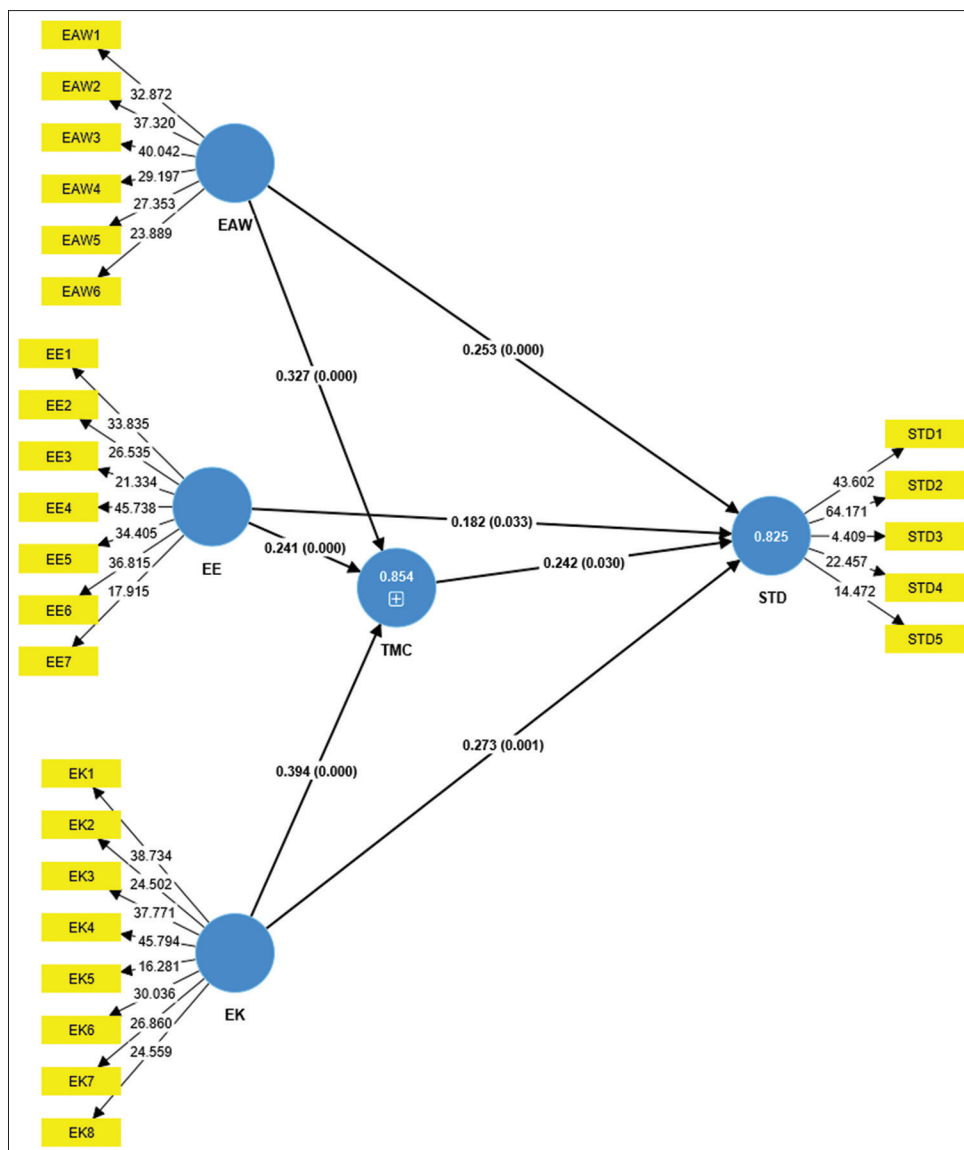 EAW1
EAW2
EAW3
EAW4
EAW5
EAW6
32.872
37.320
40.042
29.197
27.353
23.889
EAW
EE1
EE2
EE3
EE4
EE5
EE6
EE7
33.835
26.535
21.334
45.738
34.405
36.815
17.915
EE
EK1
EK2
EK3
EK4
EK5
EK6
EK7
EK8
38.734
24.502
37.771
45.794
16.281
30.036
26.860
24.559
EK
0.327 (0.000)
0.253 (0.000)
0.182 (0.033)
0.241 (0.000)
0.242 (0.030)
0.394 (0.000)
0.273 (0.001)
0.854
TMC
0.825
STD
43.602
64.171
4.409
22.457
14.472
STD1
STD2
STD3
STD4
STD5